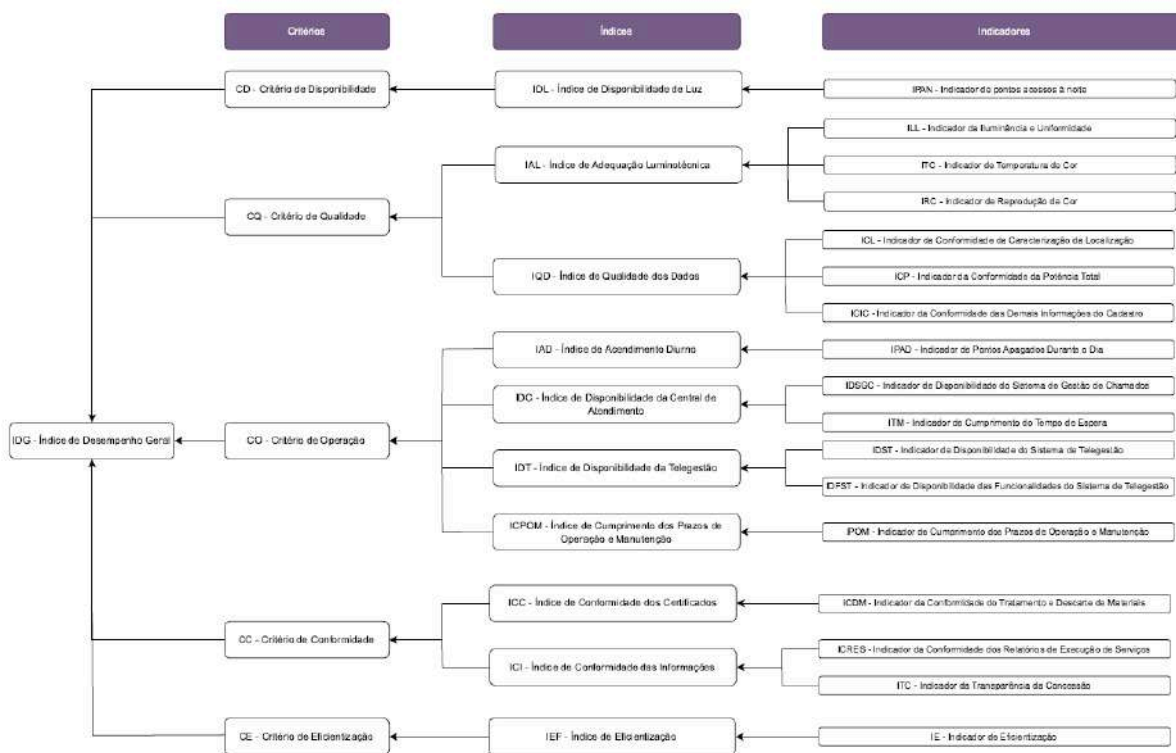 Critérios
Índices
Indicadores
CD - Critério de Disponibilidade
IDL - Índice de Disponibilidade de Luz
IPAN - Indicador de pontos acessos à noite
ILL - Indicador da Iluminância e Uniformidade
IAL - Índice de Adequação Luminotécnica
ITC - Indicador de Temperatura de Cor
CQ - Critério de Qualidade
IRC - Indicador de Reprodução de Cor
ICL - Indicador da Conformidade da Caracterização da Localização
IQD - Índice de Qualidade dos Dados
ICP - Indicador da Conformidade da Potência Total
ICIC - Indicador da Conformidade das Demais Informações do Cadastro
IAD - Índice de Acendimento Diurno
IPAD - Indicador de Pontos Apagados Durante o Dia
IDC - Índice de Disponibilidade da Central de
Atendimento
IDSGC - Indicador de Disponibilidade do Sistema de Gestão de Chamados
ITM - Indicador de Cumprimento do Tempo de Espera
IDG - Índice de Desempenho Geral
CO - Critério de Operação
IDT - Índice de Disponibilidade da Telegestão
IDST - Indicador de Disponibilidade do Sistema de Telegestão
IDFST - Indicador de Disponibilidade das Funcionalidades do Sistema de Telegestão
ICPOM - Índice de Cumprimento dos Prazos de
Operação e Manutenção
IPOM - Indicador de Cumprimento dos Prazos de Operação e Manutenção
ICC - Índice de Conformidade dos Certificados
ICDM - Indicador da Conformidade do Tratamento e Descarte de Materiais
CC - Critério de Conformidade
ICI - Índice de Conformidade das Informações
ICRES - Indicador da Conformidade dos Relatórios de Execução de Serviços
ITC - Indicador da Transparência da Concessão
CE - Critério de Eficientização
IEF - Índice de Eficientização
IE - Indicador de Eficientização